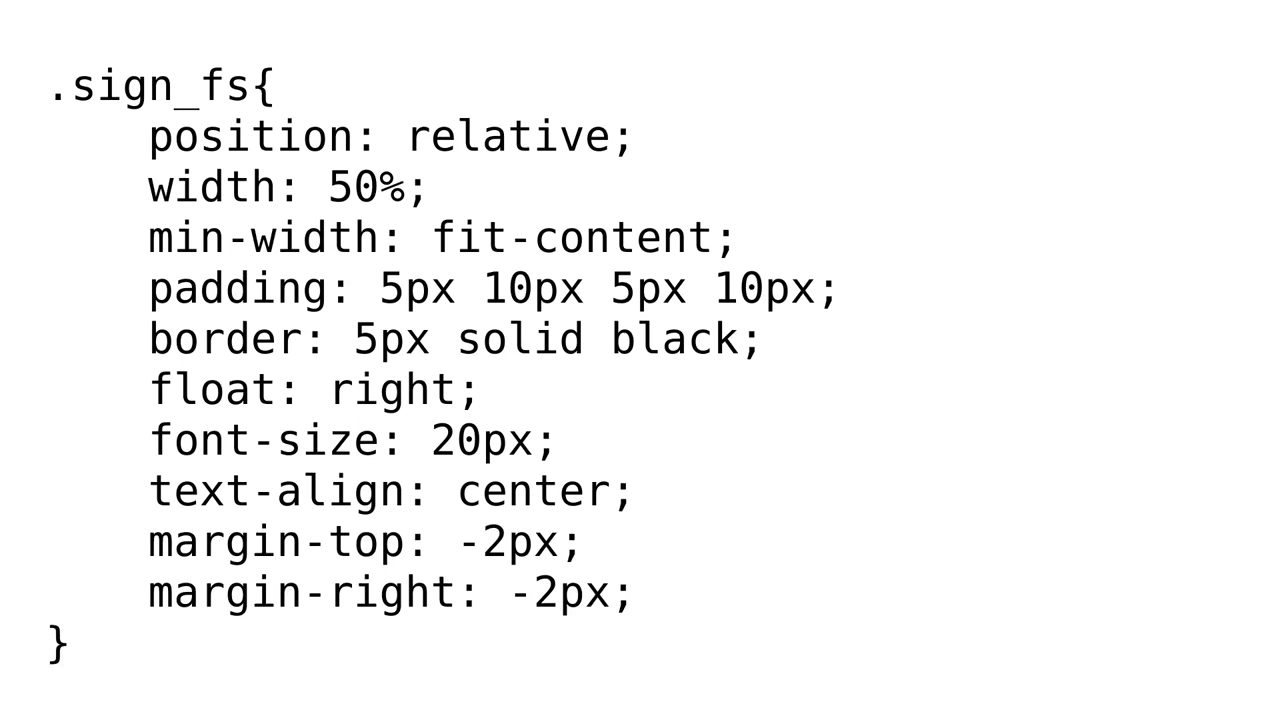 .sign_fs{
    position: relative;
    width: 50%;
    min-width: fit-content;
    padding: 5px 10px 5px 10px;
    border: 5px solid black;
    float: right;
    font-size: 20px;
    text-align: center;
    margin-top: -2px;
    margin-right: -2px;
}